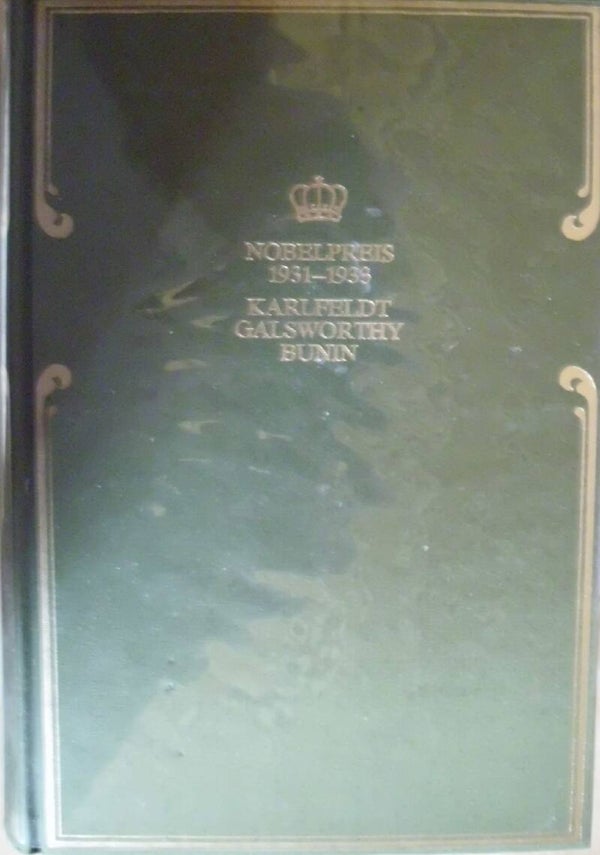 NOBELPREIS
1931–1933
KARLFELDT
GALSWORTHY
BUNIN